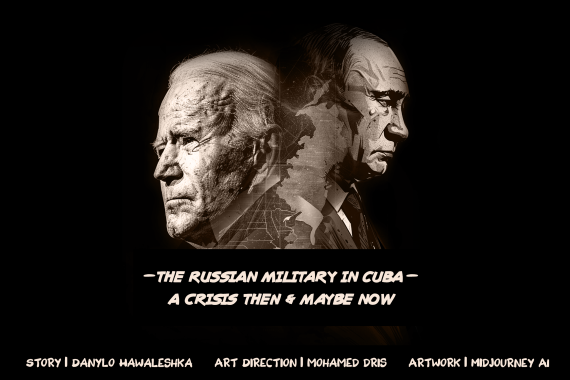 —THE RUSSIAN MILITARY IN CUBA—
A CRISIS THEN & MAYBE NOW
STORY | DANYLO HAWALESHKA ART DIRECTION | MOHAMED DRIS ARTWORK | MIDJOURNEY AI